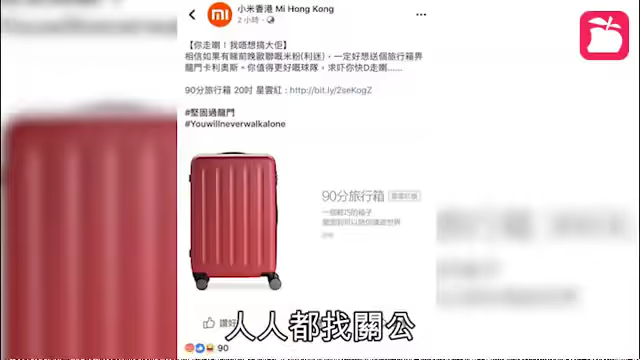 小米香港 Mi Hong Kong
2 小時
【你走喇！我唔想搞大佢】
相信如果有睇前晚歐聯嘅米粉(利迷)，一定好想送個旅行箱畀
龍門卡利奧斯。你值得更好嘅球隊，求吓你快D走喇......
90分旅行箱 20吋 星雲紅 : http://bit.ly/2seKogZ
#堅固過龍門
#Youwillneverwalkalone
90分旅行箱
一個輕巧的箱子
讚好
人人都找關公
90